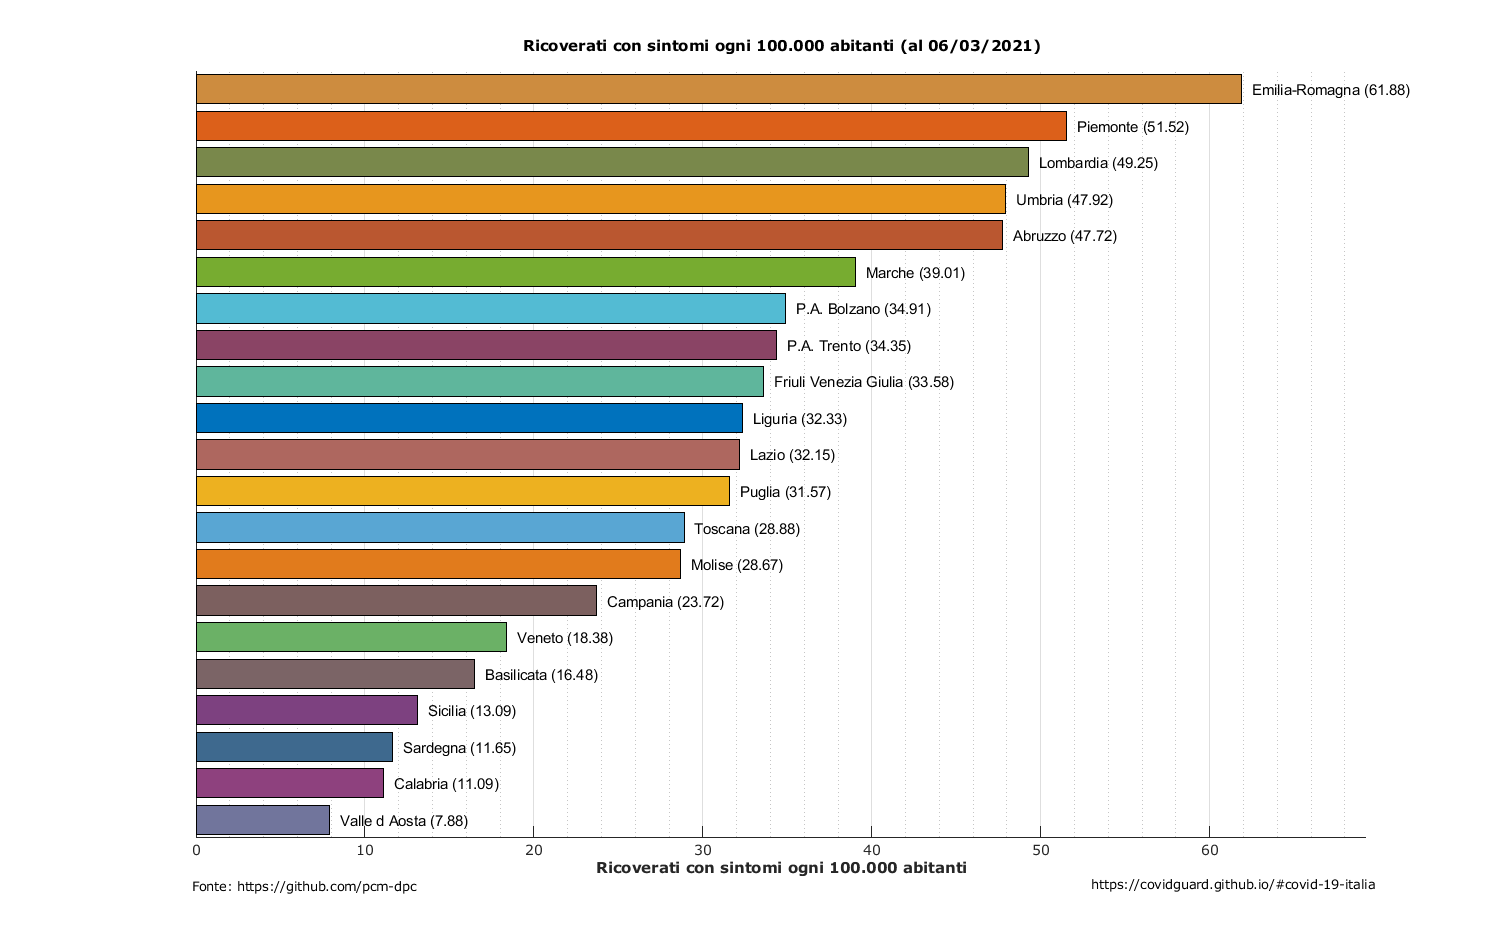 Ricoverati con sintomi ogni 100.000 abitanti (al 06/03/2021)
Emilia-Romagna (61.88)
Piemonte (51.52)
Lombardia (49.25)
Umbria (47.92)
Abruzzo (47.72)
Marche (39.01)
P.A. Bolzano (34.91)
P.A. Trento (34.35)
Friuli Venezia Giulia (33.58)
Liguria (32.33)
Lazio (32.15)
Puglia (31.57)
Toscana (28.88)
Molise (28.67)
Campania (23.72)
Veneto (18.38)
Basilicata (16.48)
Sicilia (13.09)
Sardegna (11.65)
Calabria (11.09)
Valle d Aosta (7.88)
0 10 20 30 40 50 60
Ricoverati con sintomi ogni 100.000 abitanti
Fonte: https://github.com/pcm-dpc
https://covidguard.github.io/#covid-19-italia